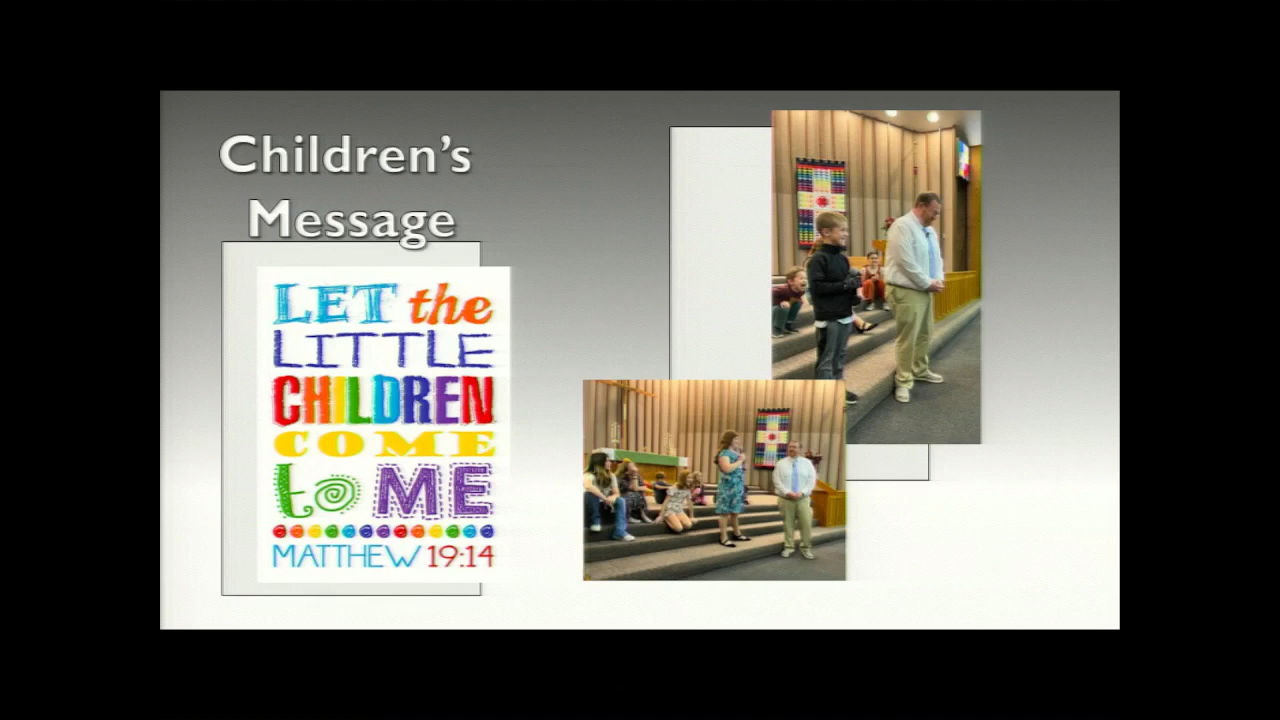 Children's
Message
LET the
LITTLE
CHILDREN
COME
to ME
MATTHEW 19:14